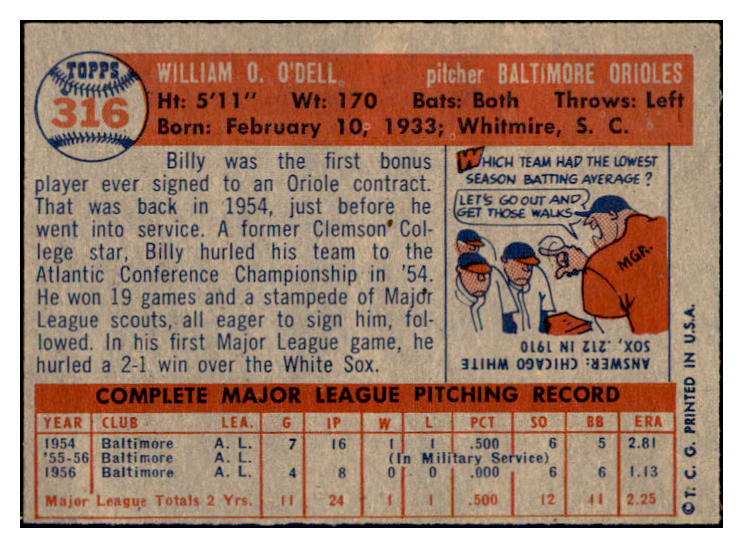 TOPPS
316
WILLIAM O. O'DELL pitcher BALTIMORE ORIOLES
Ht: 5'11" Wt: 170 Bats: Both Throws: Left
Born: February 10, 1933; Whitmire, S. C.
Billy was the first bonus
player ever signed to an Oriole contract.
That was back in 1954, just before he
went into service. A former Clemson Col-
lege star, Billy hurled his team to the
Atlantic Conference Championship in '54.
He won 19 games and a stampede of Major
League scouts, all eager to sign him, fol-
lowed. In his first Major League game, he
hurled a 2-1 win over the White Sox.
WHICH TEAM HAD THE LOWEST
SEASON BATTING AVERAGE?
LET'S GO OUT AND
GET THOSE WALKS
MGR.
ANSWER: CHICAGO WHITE
SOX, .212 IN 1910
COMPLETE MAJOR LEAGUE PITCHING RECORD
YEAR CLUB LEA. G IP W L PCT SO BB ERA
1954 Baltimore A. L. 7 16 1 1 .500 6 5 2.81
'55-56 Baltimore A. L. (In Military Service)
1956 Baltimore A. L. 4 8 0 0 .000 6 6 1.13
Major League Totals 2 Yrs. 11 24 1 1 .500 12 11 2.25
© T. C. G. PRINTED IN U.S.A.